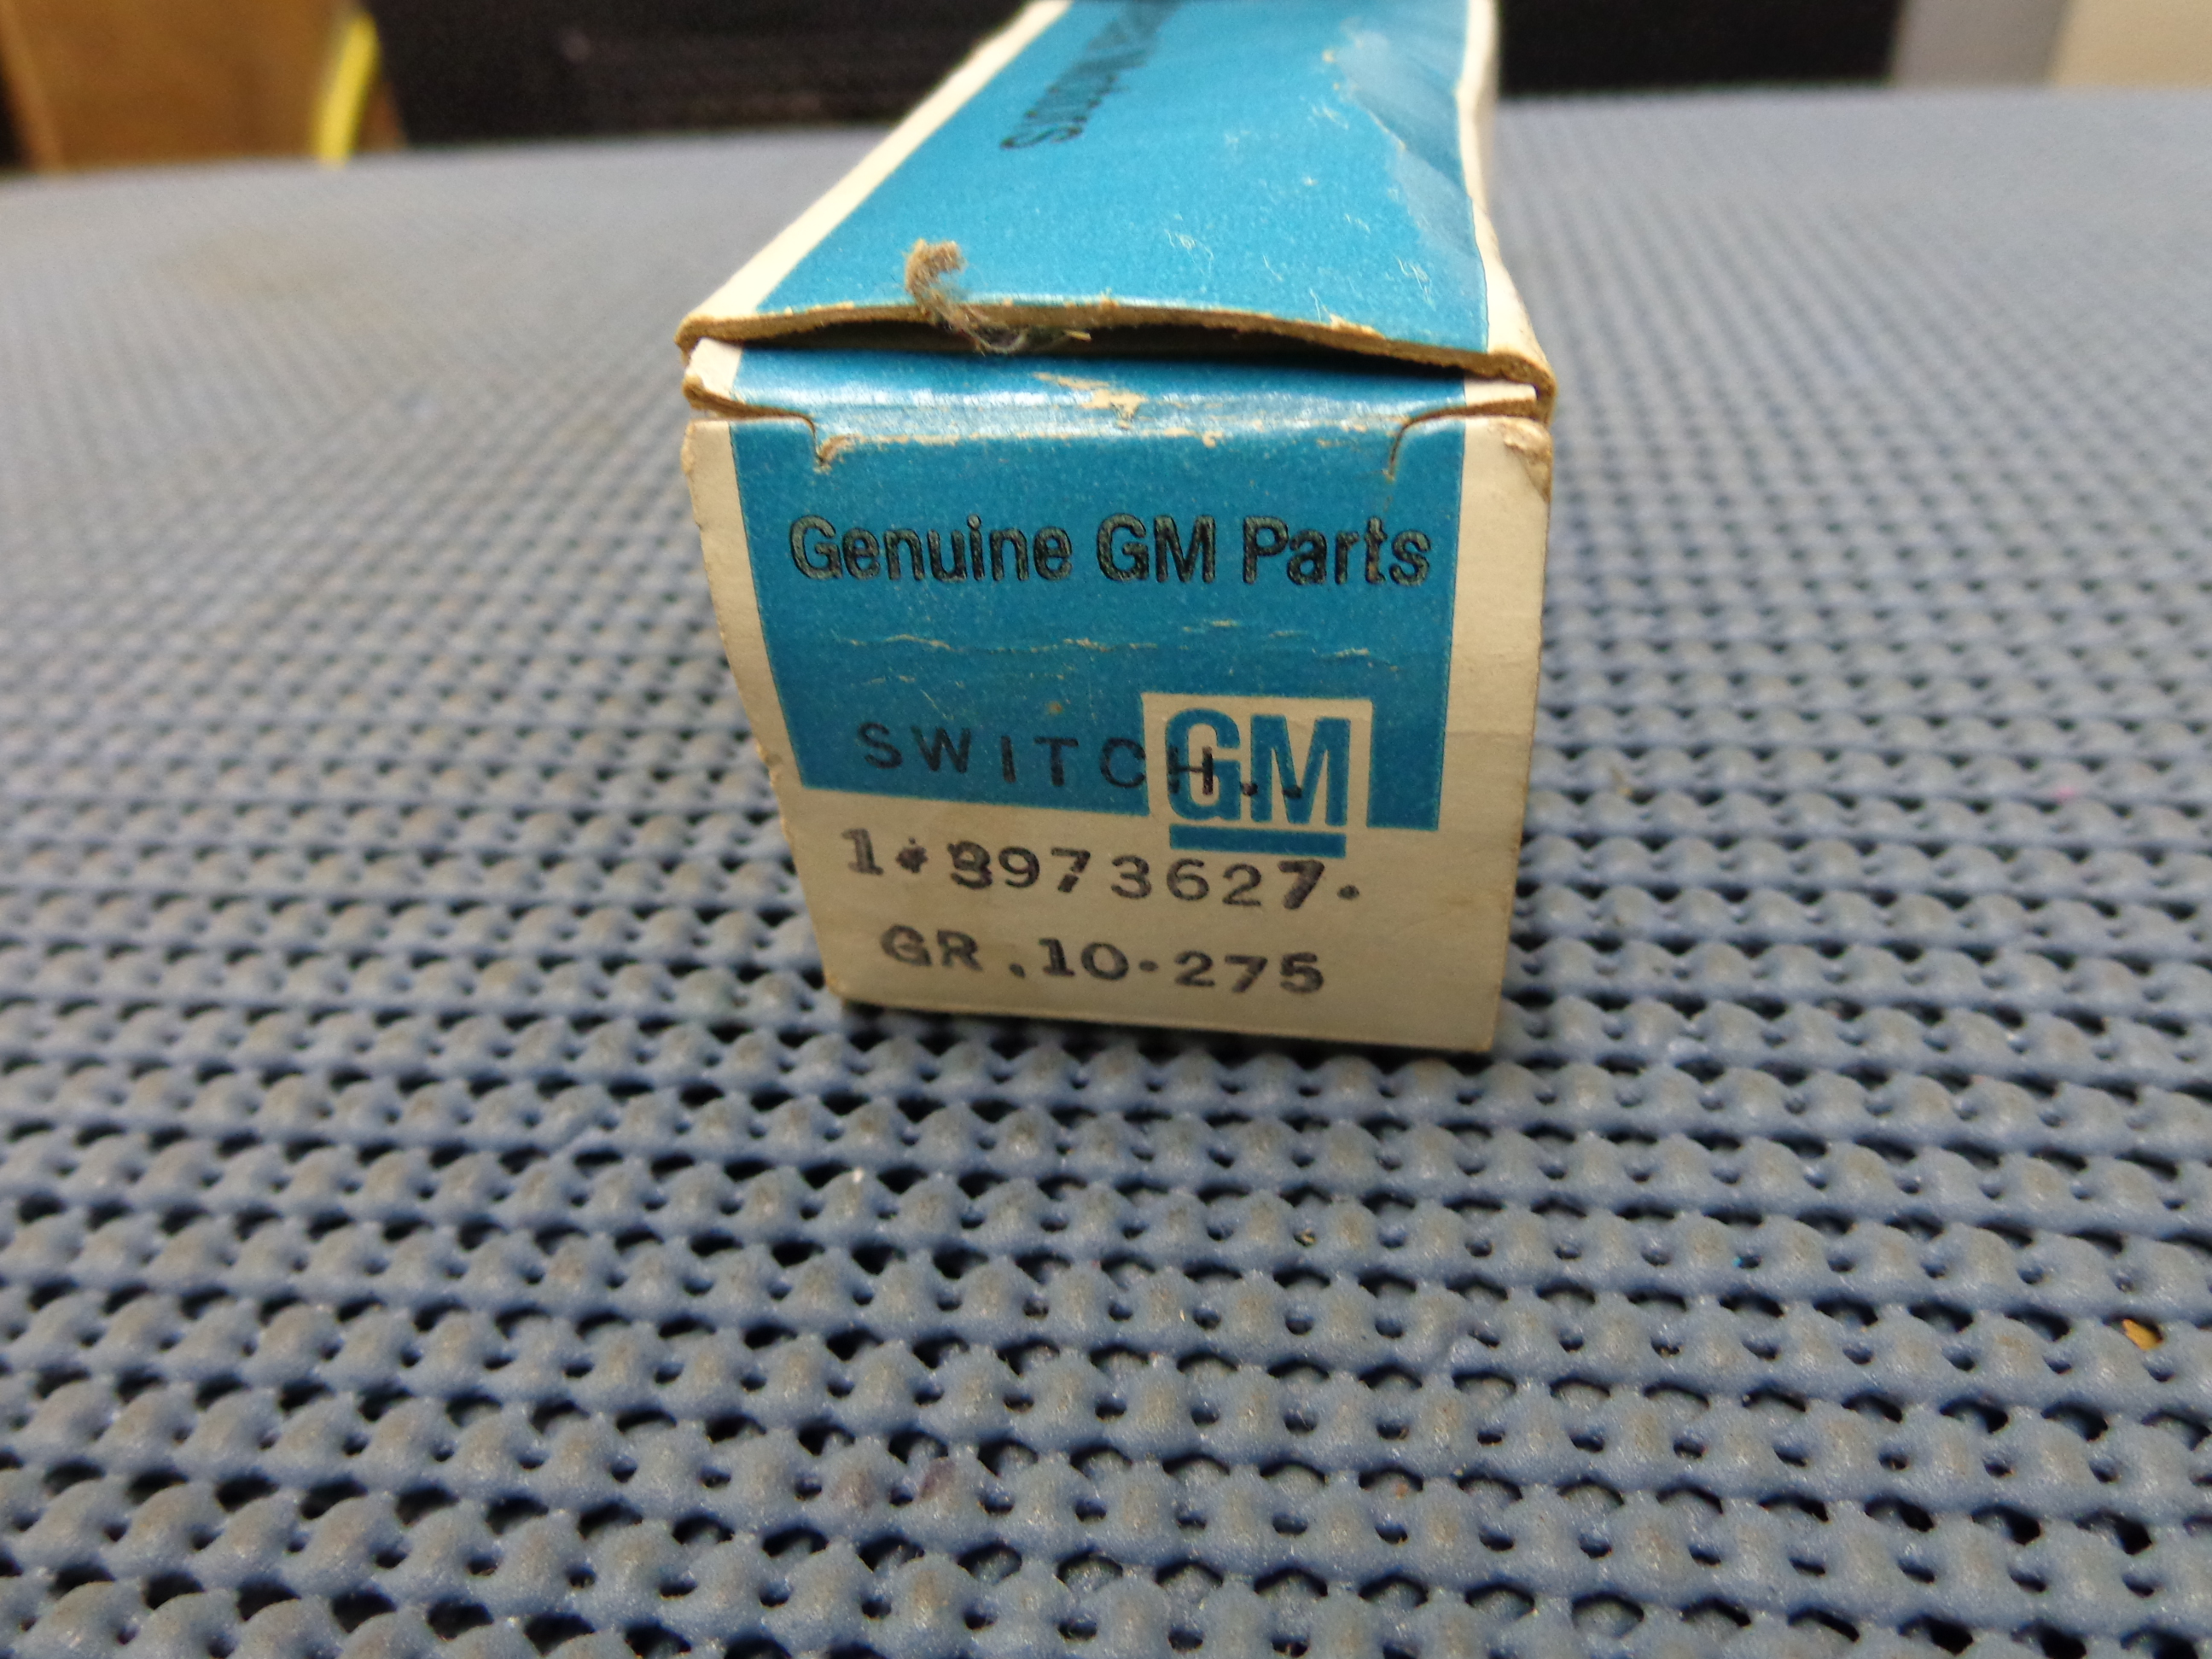 Genuine GM Parts
SWITCH..
GM
1•3973627.
GR.10-275